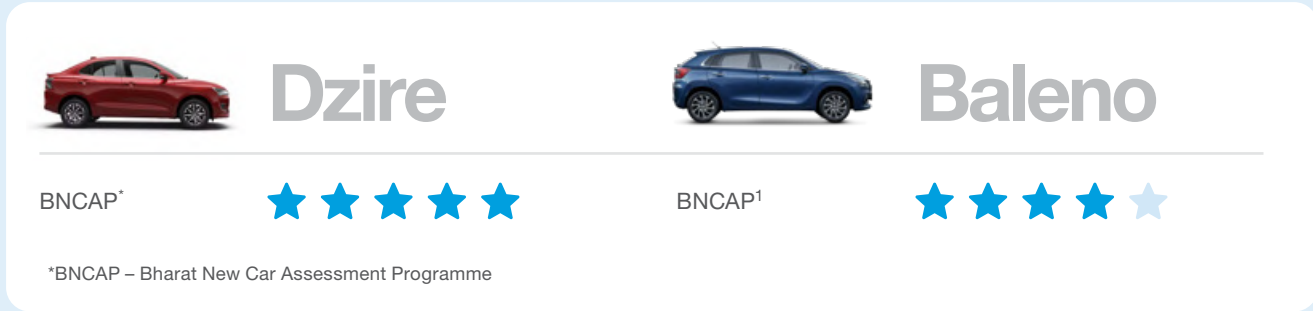 Dzire
Baleno
BNCAP*
BNCAP¹
*BNCAP – Bharat New Car Assessment Programme